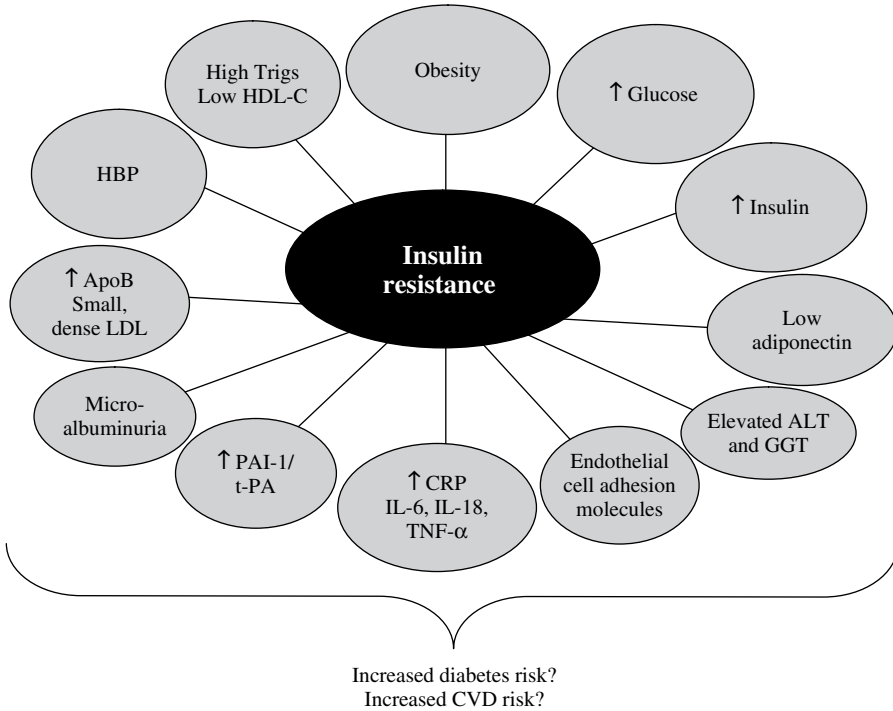 Obesity
High Trigs
Low HDL-C
↑ Glucose
HBP
↑ Insulin
Insulin
resistance
↑ ApoB
Small,
dense LDL
Low
adiponectin
Micro-
albuminuria
Elevated ALT
and GGT
↑ PAI-1/
t-PA
↑ CRP
IL-6, IL-18,
TNF-α
Endothelial
cell adhesion
molecules
Increased diabetes risk?
Increased CVD risk?